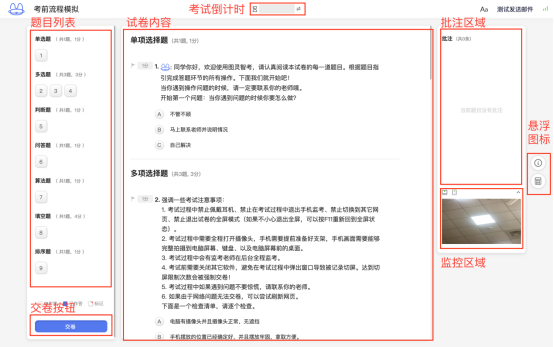 考前流程模拟
考试倒计时
Aa 测试发送邮件
题目列表
试卷内容
批注区域
单选题 (共1题, 1分)
1
多选题 (共3题, 3分)
2 3 4
判断题 (共1题, 1分)
5
问答题 (共1题, 1分)
6
算法题 (共1题, 1分)
7
填空题 (共1题, 4分)
8
排序题 (共1题, 1分)
9
标记
交卷按钮
交卷
单项选择题 (共1题, 1分)
1分 1. 同学你好，欢迎使用图灵智考，请认真阅读本试卷的每一道题目。根据题目指
引完成答题环节的所有操作。下面我们就开始吧！
当你遇到操作问题的时候，请一定要联系你的老师哦。
开始第一个问题：当你遇到问题的时候你要怎么做？
A 不管不顾
B 马上联系老师并说明情况
C 自己解决
多项选择题 (共3题, 3分)
1分 2. 强调一些考试注意事项：
1. 考试过程中禁止佩戴耳机、禁止在考试过程中退出手机监考、禁止切换到其它网
页、禁止退出试卷的全屏模式（如果不小心退出全屏，可以按F11重新回到全屏状
态）。
2. 考试过程中需要全程打开摄像头，手机需要提前准备好支架，手机画面需要能够
完整拍摄到电脑屏幕，键盘，以及电脑屏幕前的桌面。
3. 考试过程中会有监考老师在后台全程监考。
4. 考试前需要关闭其它软件，避免在考试过程中弹出窗口导致被记录切屏。达到切
屏限制次数会被强制交卷！
5. 考试过程中如果遇到问题不要惊慌，请联系你的老师。
6. 如果由于网络问题无法交卷，可以尝试刷新网页。
下面是一个检查清单，请逐个检查。
A 电脑有摄像头并且摄像头正常，无遮挡
B 手机摆放的位置已经确定好，并且摆放牢固，拿取方便。
批注 (共0条)
悬浮
图标
监控区域